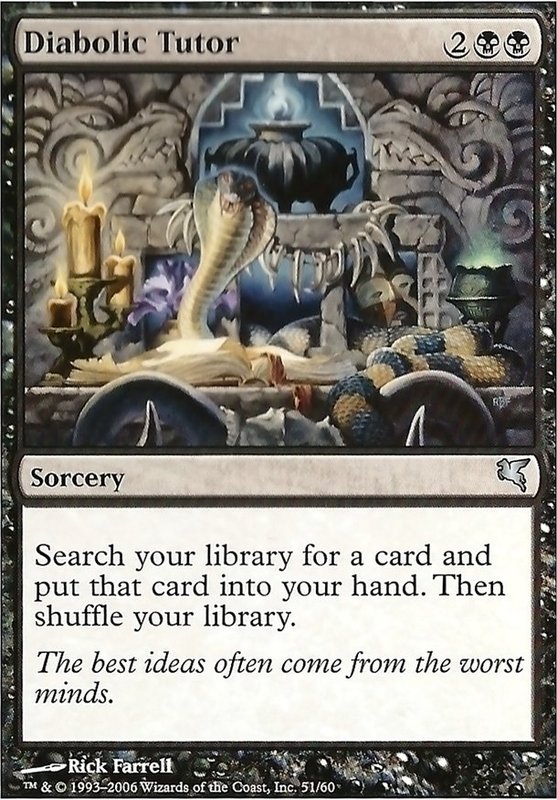 Diabolic Tutor 2
RBF
Sorcery
Search your library for a card and
put that card into your hand. Then
shuffle your library.
The best ideas often come from the worst
minds.
Rick Farrell
™ & © 1993–2006 Wizards of the Coast, Inc. 51/60